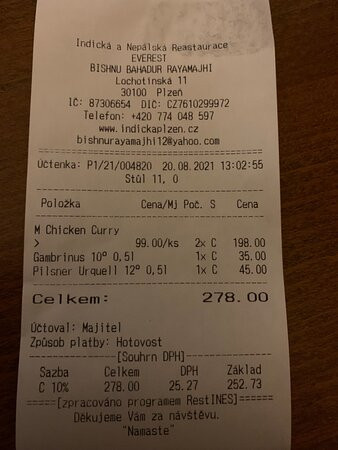 Indická a Nepálská Reastaurace
EVEREST
BISHNU BAHADUR RAYAMAJHI
Lochotínská 11
30100 Plzeň
IČ: 87306654 DIČ: CZ7610299972
Telefon: +420 774 048 597
www.indickaplzen.cz
bishnurayamajhi12@yahoo.com
Účtenka: P1/21/004820 20.08.2021 13:02:55
Stůl 11, 0
Položka Cena/Mj Poč. S Cena
M Chicken Curry
> 99.00/ks 2x C 198.00
Gambrinus 10° 0,5l 1x C 35.00
Pilsner Urquell 12° 0,5l 1x C 45.00
Celkem: 278.00
Účtoval: Majitel
Způsob platby: Hotovost
[Souhrn DPH]
Sazba Celkem DPH Základ
C 10% 278.00 25.27 252.73
=====[zpracováno programem RestINES]=====
Děkujeme Vám za návštěvu.
"Namaste"